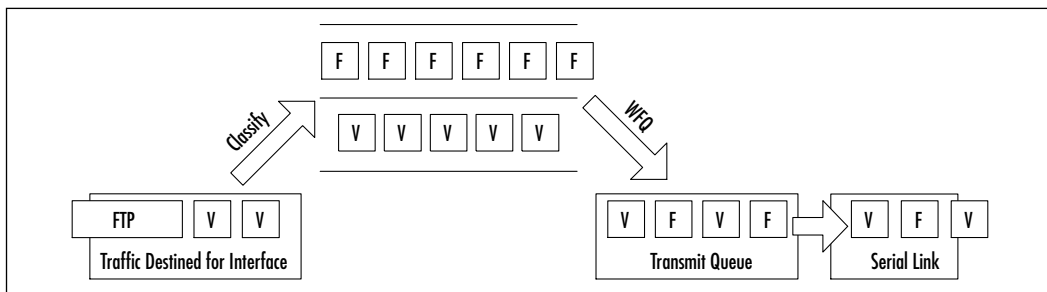 F F F F F F
Classify
WFQ
V V V V V
FTP V V
V F V F
V F V
Traffic Destined for Interface
Transmit Queue
Serial Link